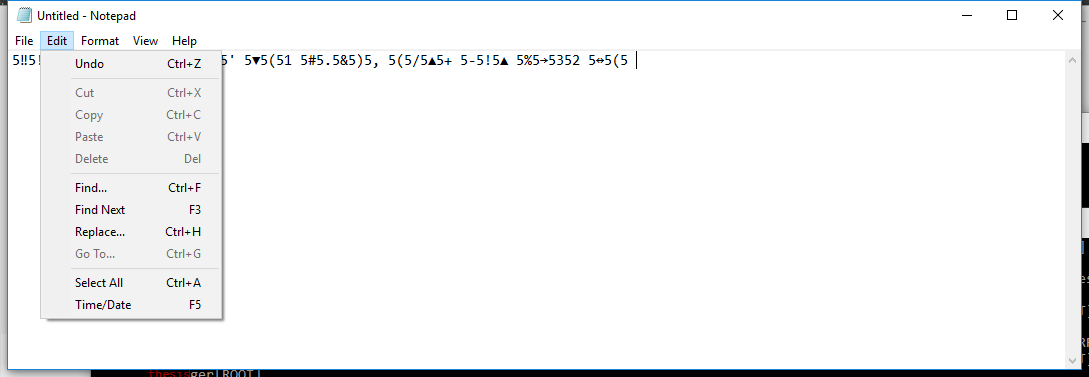 Untitled - Notepad
File Edit Format View Help
5‼5! 5' 5▼5(51 5#5.5&5)5, 5(5/5▲5+ 5-5!5▲ 5%5→5352 5↔5(5
Undo Ctrl+Z
Cut Ctrl+X
Copy Ctrl+C
Paste Ctrl+V
Delete Del
Find... Ctrl+F
Find Next F3
Replace... Ctrl+H
Go To... Ctrl+G
Select All Ctrl+A
Time/Date F5
thesigger[ROOT]